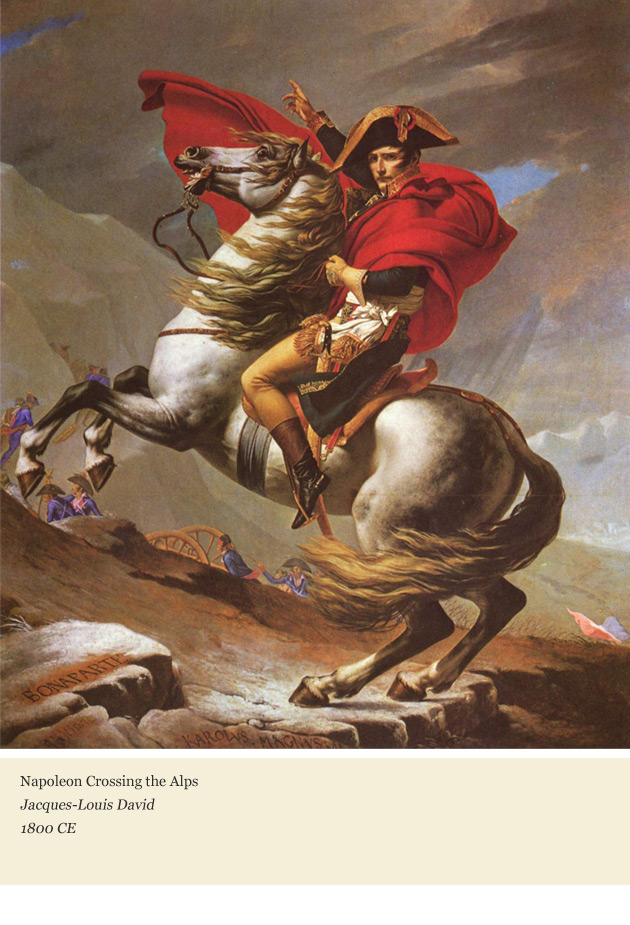 BONAPARTE
KAROLVS MAGNVS
Napoleon Crossing the Alps
Jacques-Louis David
1800 CE